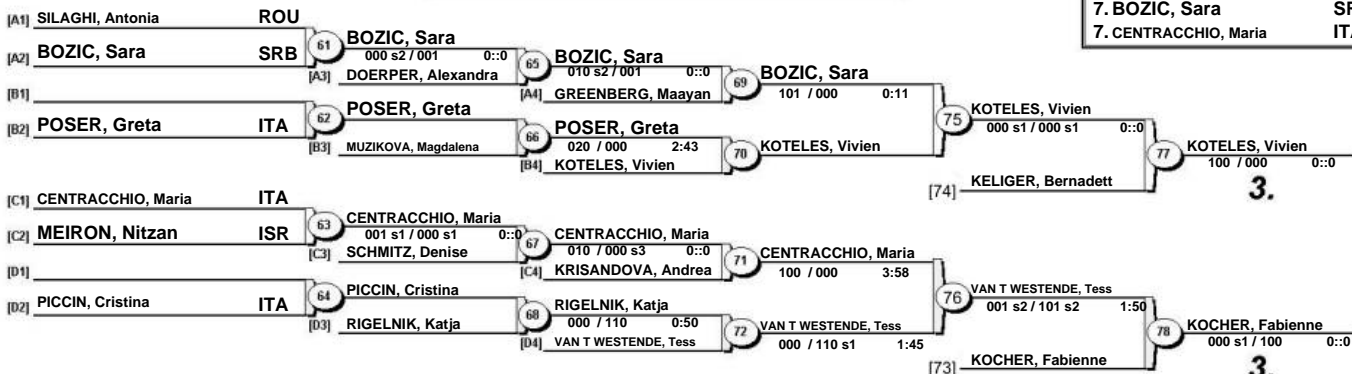 7. BOZIC, Sara
7. CENTRACCHIO, Maria
[A1] SILAGHI, Antonia ROU
[A2] BOZIC, Sara SRB
61 BOZIC, Sara
000 s2 / 001 0::0
[A3] DOERPER, Alexandra
65 BOZIC, Sara
010 s2 / 001 0::0
[A4] GREENBERG, Maayan
69 BOZIC, Sara
101 / 000 0:11
[B1]
[B2] POSER, Greta ITA
62 POSER, Greta
[B3] MUZIKOVA, Magdalena
66 POSER, Greta
020 / 000 2:43
[B4] KOTELES, Vivien
70 KOTELES, Vivien
75 KOTELES, Vivien
000 s1 / 000 s1 0::0
[74] KELIGER, Bernadett
77 KOTELES, Vivien
100 / 000 0::0
3.
[C1] CENTRACCHIO, Maria ITA
[C2] MEIRON, Nitzan ISR
63 CENTRACCHIO, Maria
001 s1 / 000 s1 0::0
[C3] SCHMITZ, Denise
67 CENTRACCHIO, Maria
010 / 000 s3 0::0
[C4] KRISANDOVA, Andrea
71 CENTRACCHIO, Maria
100 / 000 3:58
[D1]
[D2] PICCIN, Cristina ITA
64 PICCIN, Cristina
[D3] RIGELNIK, Katja
68 RIGELNIK, Katja
000 / 110 0:50
[D4] VAN T WESTENDE, Tess
72 VAN T WESTENDE, Tess
000 / 110 s1 1:45
76 VAN T WESTENDE, Tess
001 s2 / 101 s2 1:50
[73] KOCHER, Fabienne
78 KOCHER, Fabienne
000 s1 / 100 0::0
3.